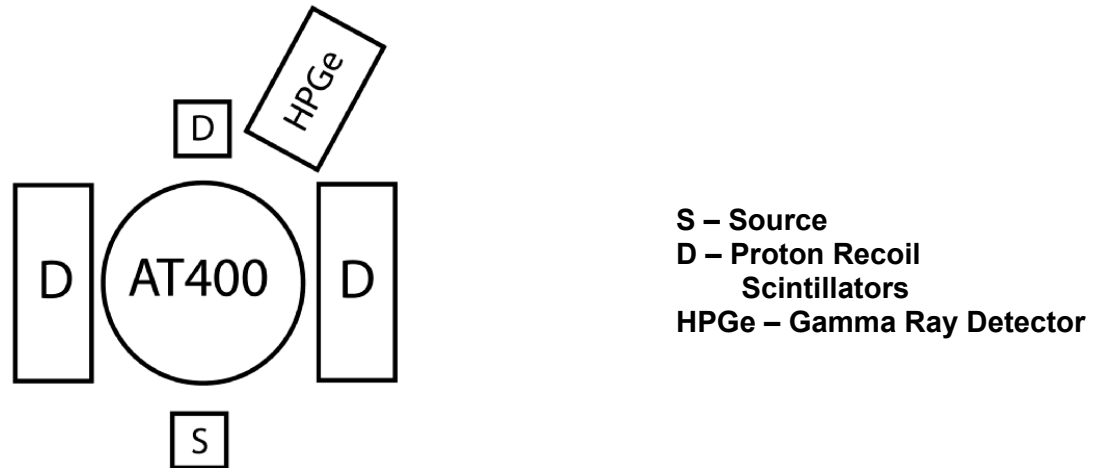 HPGe
D
D
AT400
D
S
S – Source
D – Proton Recoil
Scintillators
HPGe – Gamma Ray Detector